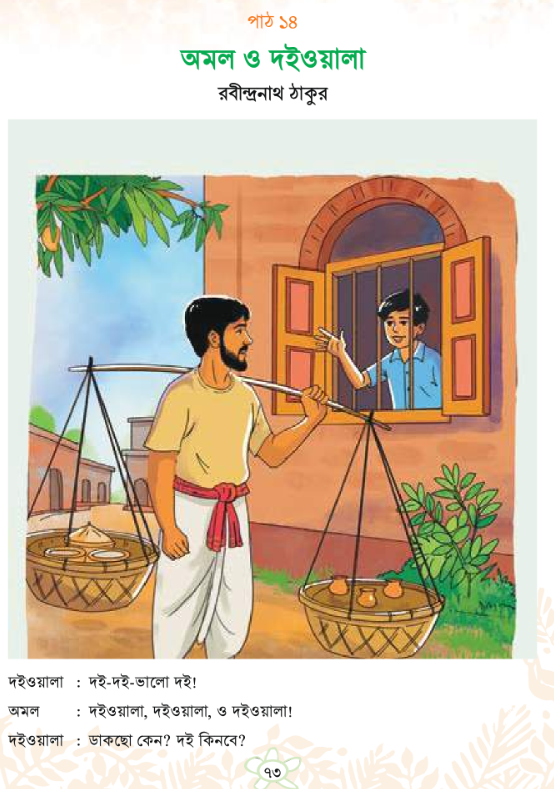 পাঠ ১৪
অমল ও দইওয়ালা
রবীন্দ্রনাথ ঠাকুর
দইওয়ালা : দই-দই-ভালো দই!
অমল : দইওয়ালা, দইওয়ালা, ও দইওয়ালা!
দইওয়ালা : ডাকছো কেন? দই কিনবে?
৭৩